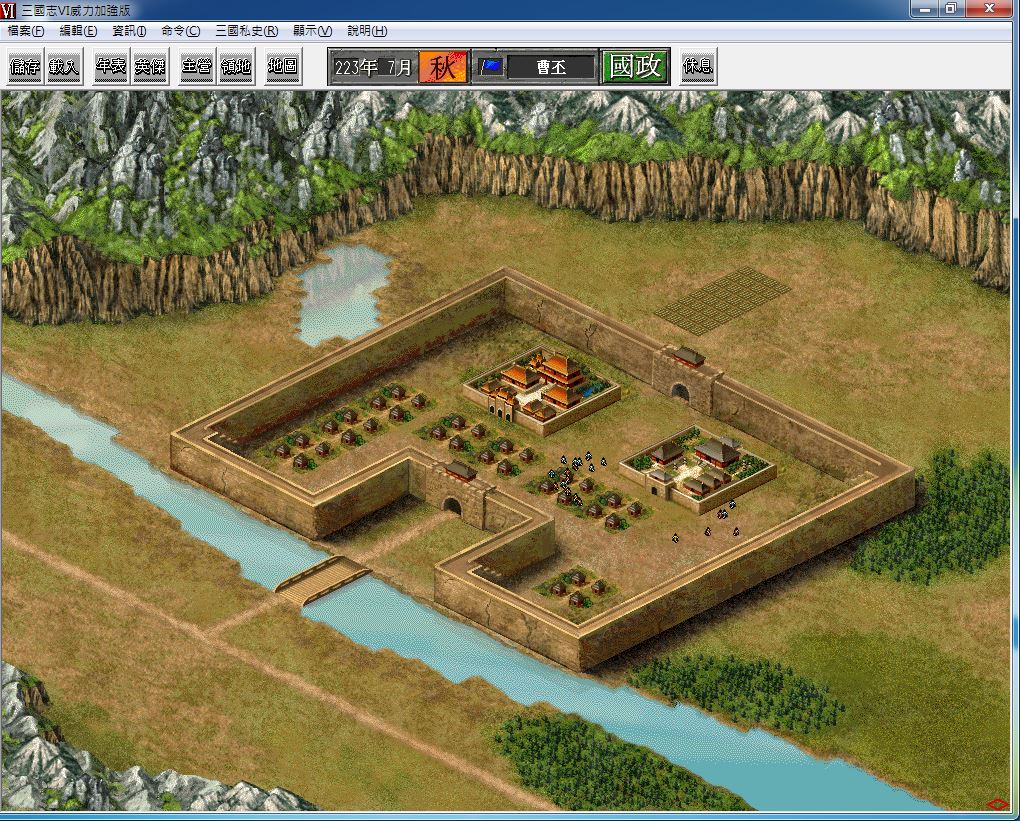 VI 三國志VI威力加強版
檔案(F) 編輯(E) 資訊(I) 命令(C) 三國私史(R) 顯示(V) 說明(H)
儲存 載入 年表 英傑 主營 領地 地圖 223年 7月 秋 曹丕 國政 休息